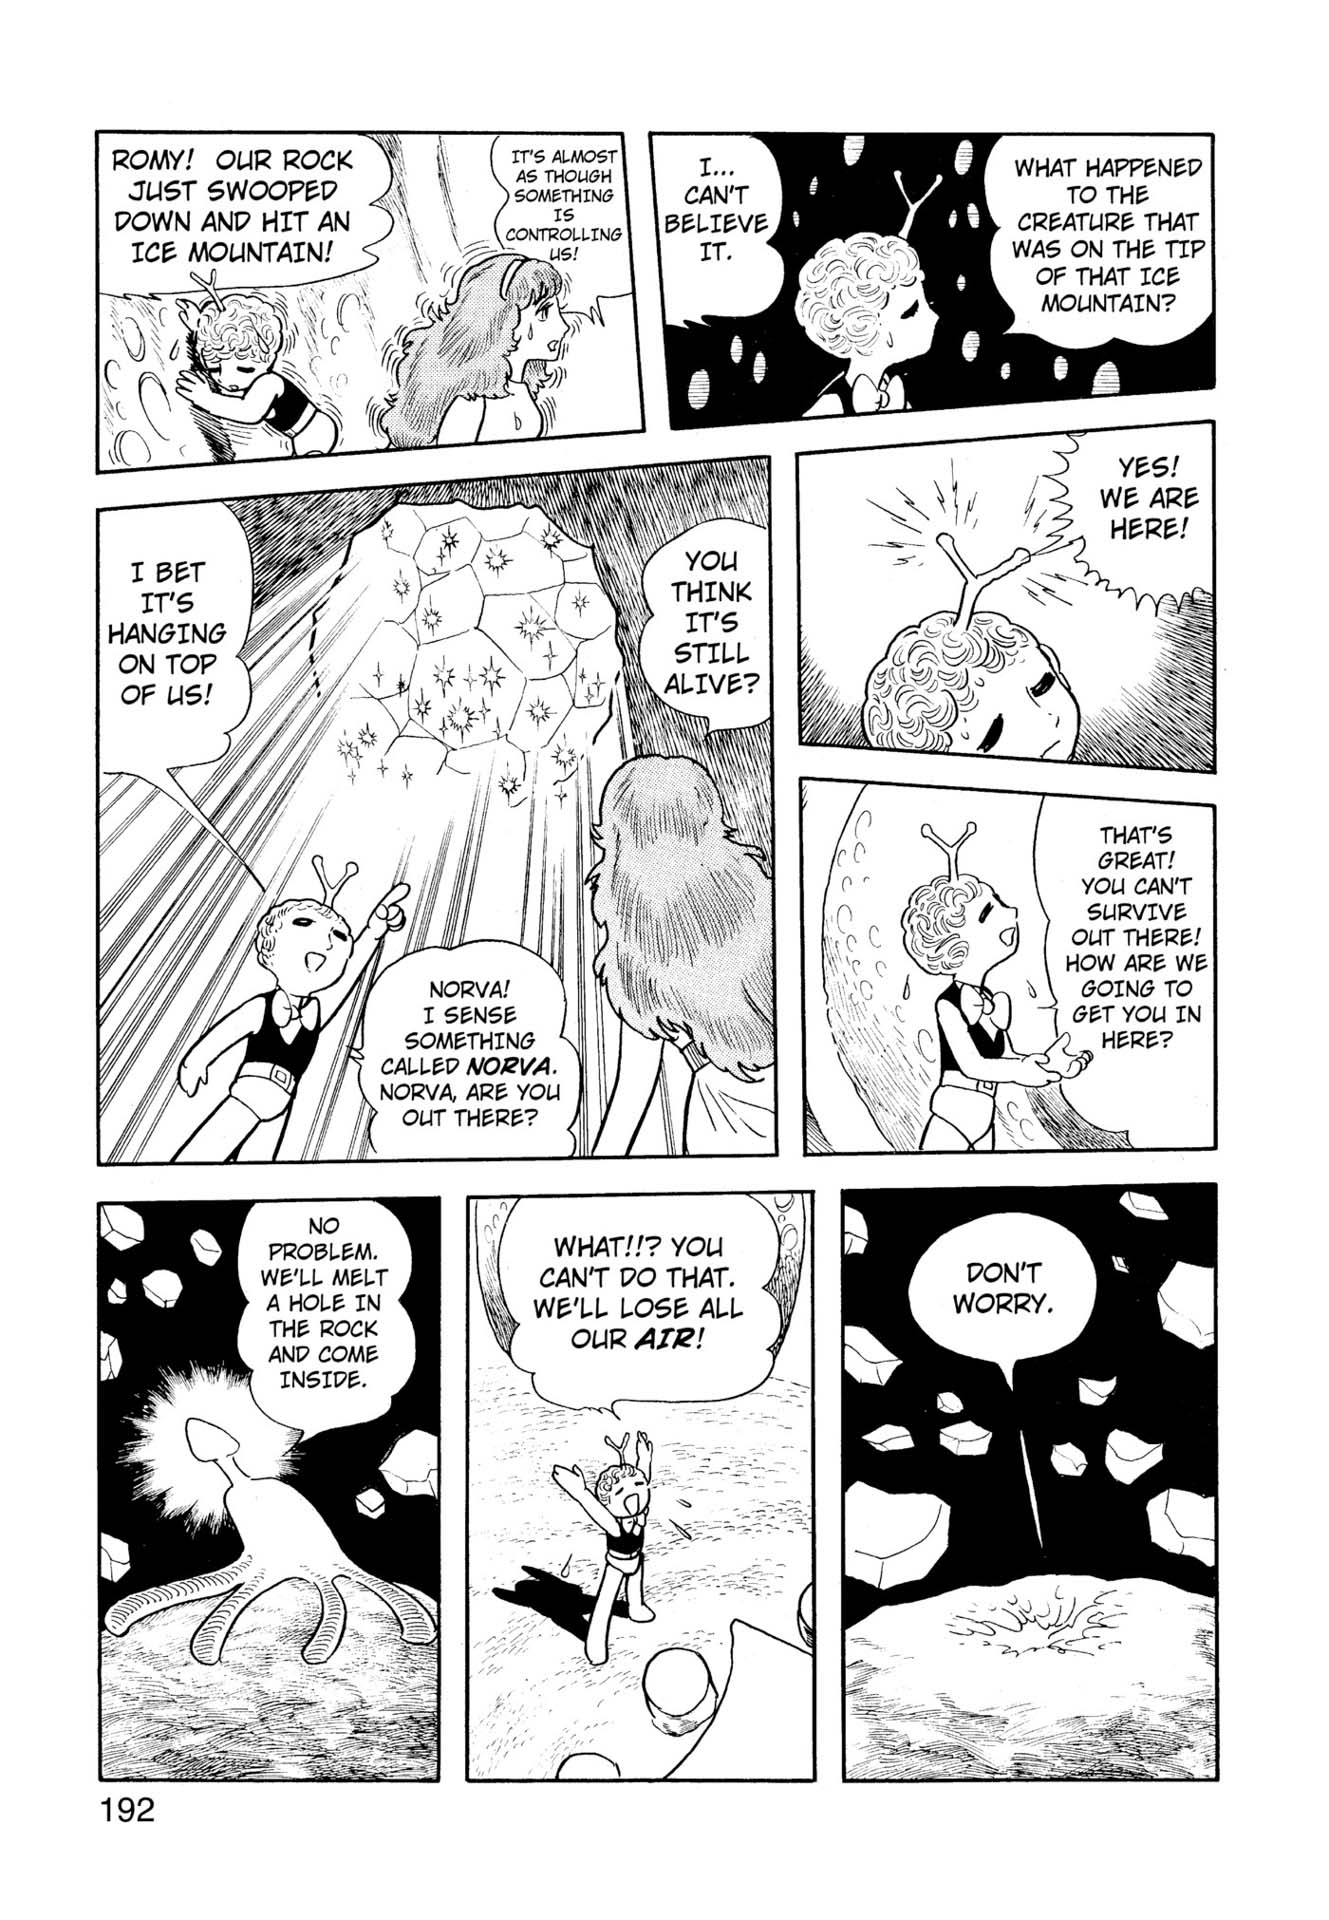 ROMY! OUR ROCK
JUST SWOOPED
DOWN AND HIT AN
ICE MOUNTAIN!
IT'S ALMOST
AS THOUGH
SOMETHING
IS
CONTROLLING
US!
I...
CAN'T
BELIEVE
IT.
WHAT HAPPENED
TO THE
CREATURE THAT
WAS ON THE TIP
OF THAT ICE
MOUNTAIN?
I BET
IT'S
HANGING
ON TOP
OF US!
YOU
THINK
IT'S
STILL
ALIVE?
NORVA!
I SENSE
SOMETHING
CALLED NORVA.
NORVA, ARE YOU
OUT THERE?
YES!
WE ARE
HERE!
THAT'S
GREAT!
YOU CAN'T
SURVIVE
OUT THERE!
HOW ARE WE
GOING TO
GET YOU IN
HERE?
NO
PROBLEM.
WE'LL MELT
A HOLE IN
THE ROCK
AND COME
INSIDE.
WHAT!!? YOU
CAN'T DO THAT.
WE'LL LOSE ALL
OUR AIR!
DON'T
WORRY.
192